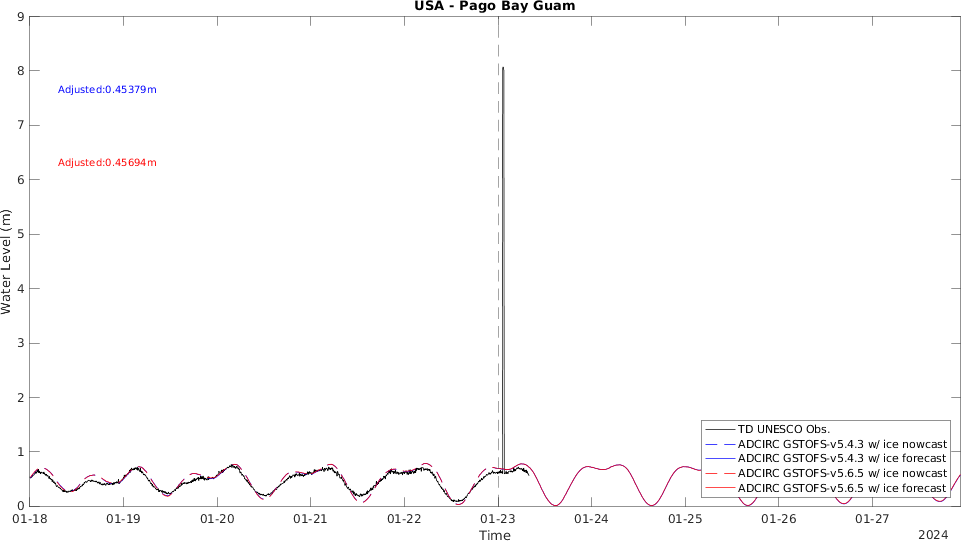 USA - Pago Bay Guam
9
8
7
6
5
4
3
2
1
0
Water Level (m)
Adjusted:0.45379m
Adjusted:0.45694m
TD UNESCO Obs.
ADCIRC GSTOFS-v5.4.3 w/ ice nowcast
ADCIRC GSTOFS-v5.4.3 w/ ice forecast
ADCIRC GSTOFS-v5.6.5 w/ ice nowcast
ADCIRC GSTOFS-v5.6.5 w/ ice forecast
01-18 01-19 01-20 01-21 01-22 01-23 01-24 01-25 01-26 01-27
Time
2024